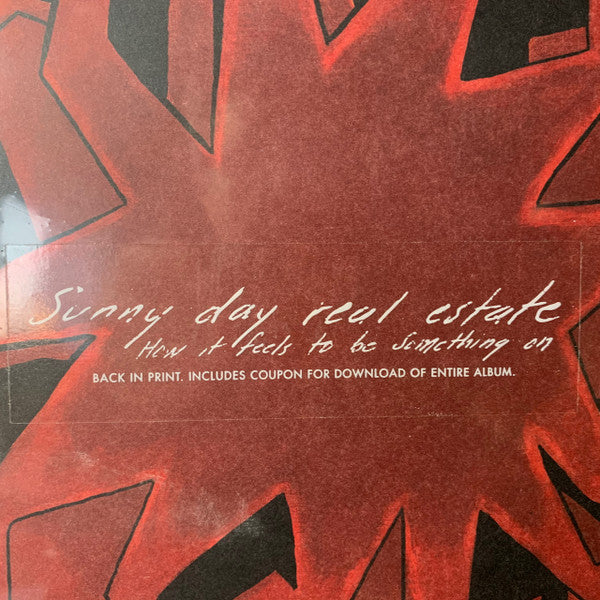 Sunny day real estate
How it feels to be something on
BACK IN PRINT. INCLUDES COUPON FOR DOWNLOAD OF ENTIRE ALBUM.